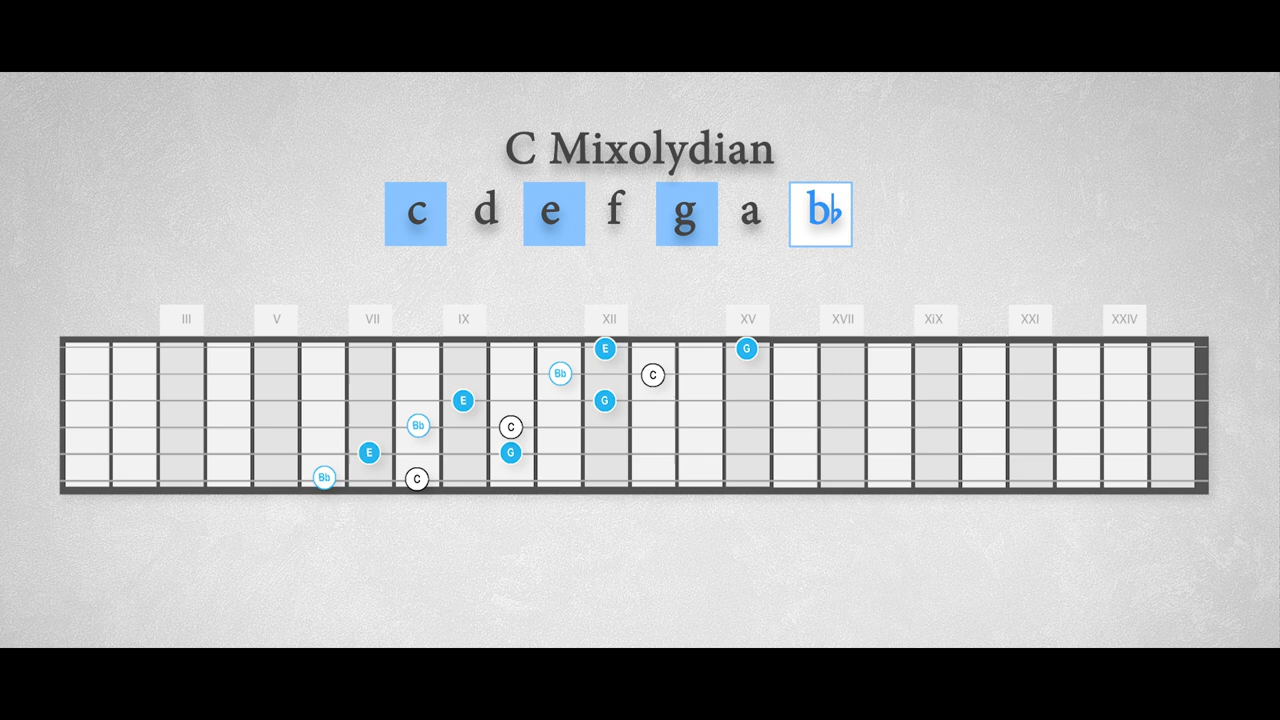 C Mixolydian
c d e f g a b♭
III V VII IX XII XV XVII XiX XXI XXIV
E G
Bb C
E G
Bb C
E G
Bb C